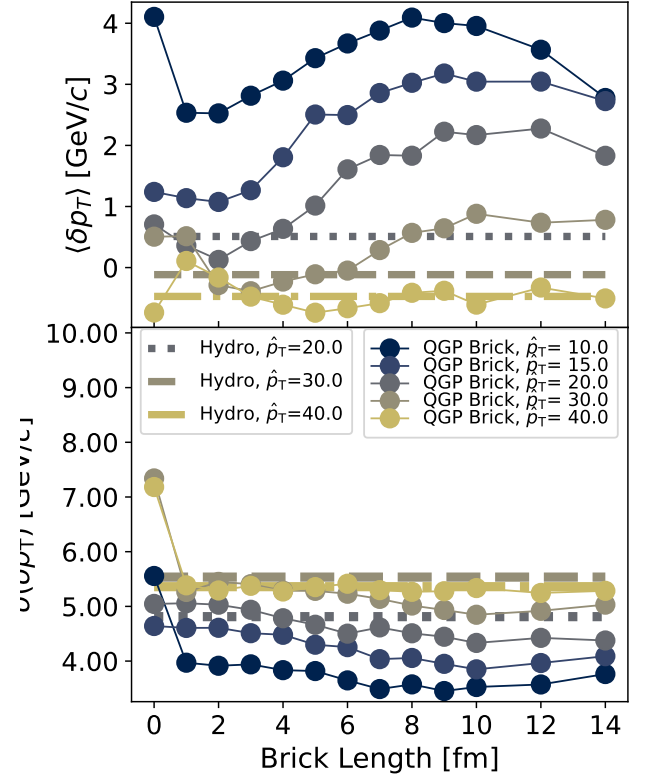 4
3
2
1
0
⟨δp_T⟩ [GeV/c]
10.00
9.00
8.00
7.00
6.00
5.00
4.00
Hydro, p̂_T=20.0
Hydro, p̂_T=30.0
Hydro, p̂_T=40.0
QGP Brick, p̂_T= 10.0
QGP Brick, p̂_T= 15.0
QGP Brick, p̂_T= 20.0
QGP Brick, p̂_T= 30.0
QGP Brick, p̂_T= 40.0
0 2 4 6 8 10 12 14
Brick Length [fm]